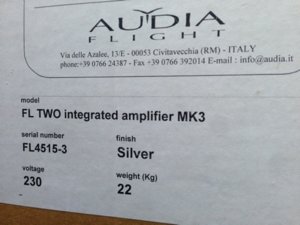 AUDIA
FLIGHT
Via delle Azalee, 13/E - 00053 Civitavecchia (RM) - ITALY
phone:+39 0766 24387 - Fax +39 0766 392014 E-mail : info@audia.it
model
FL TWO integrated amplifier MK3
serial number finish
FL4515-3 Silver
voltage weight (Kg)
230 22